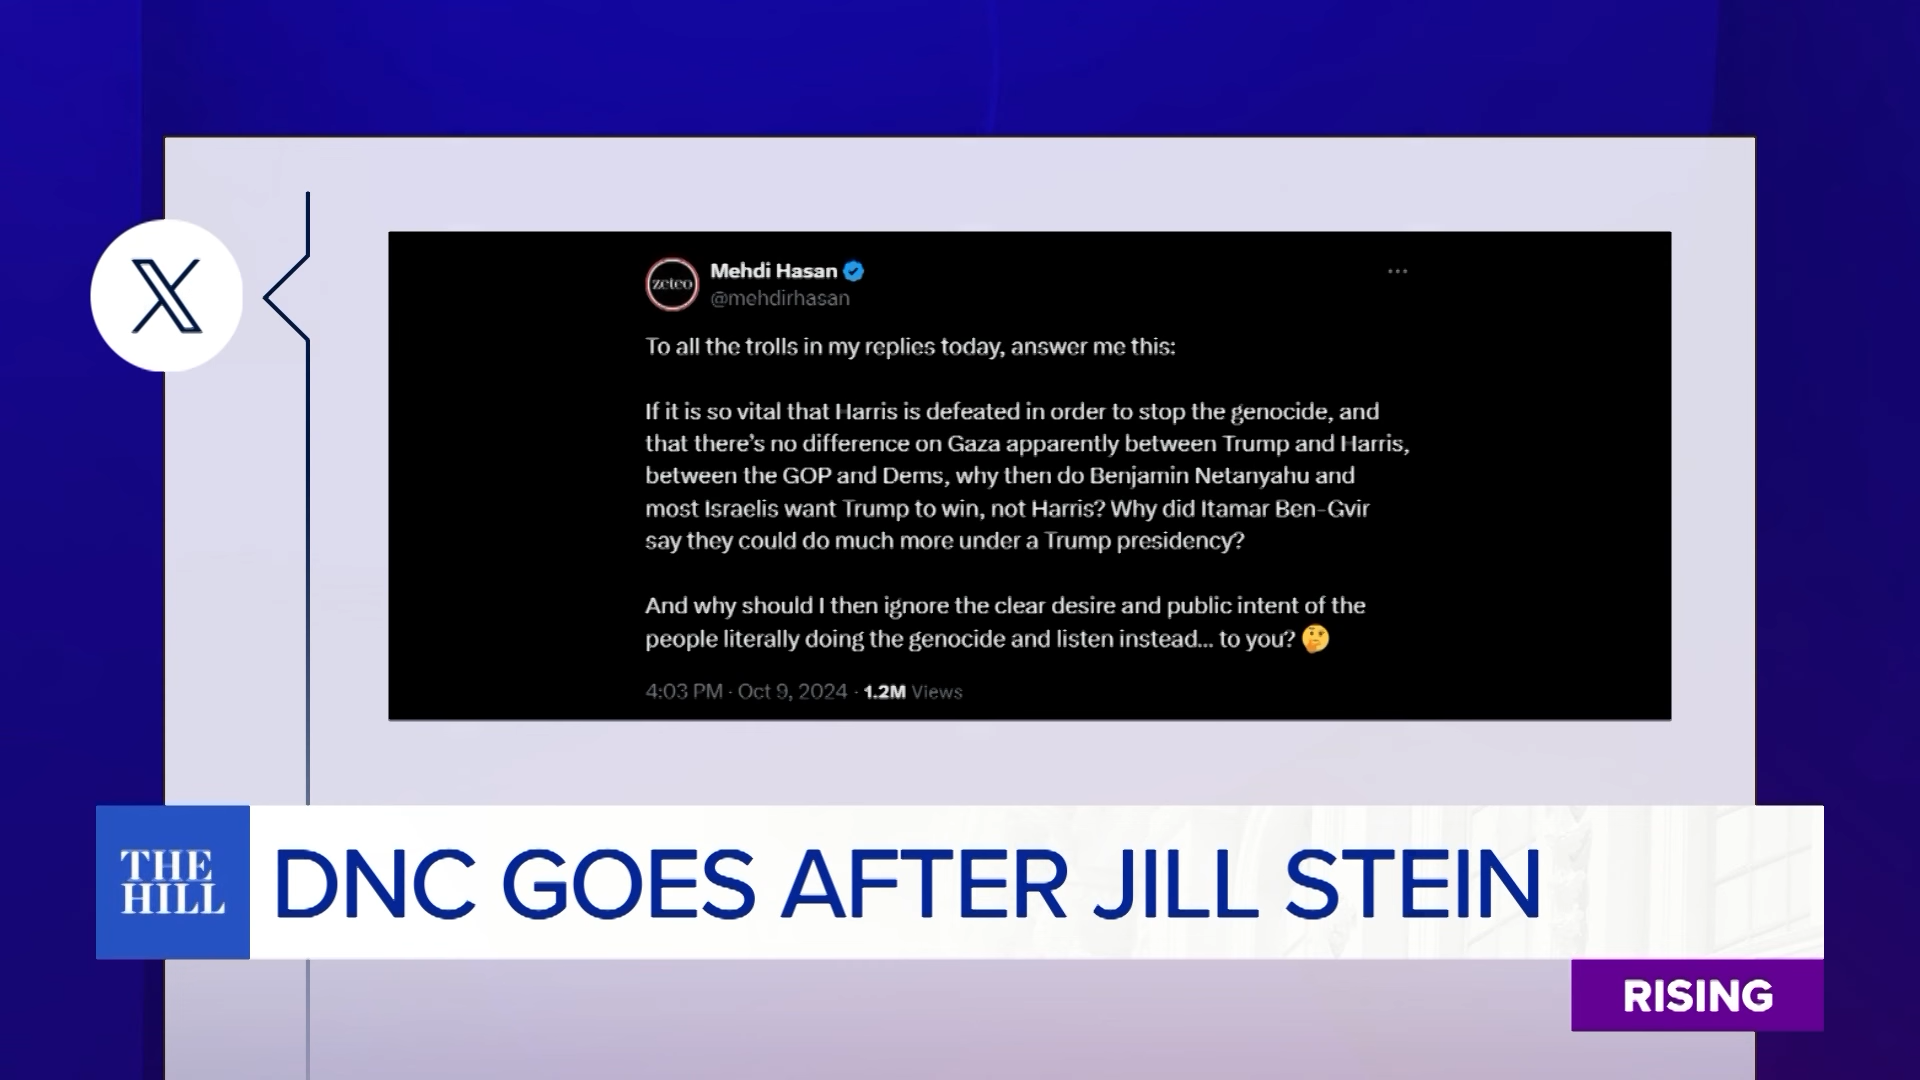 X
zeteo
Mehdi Hasan
@mehdirhasan
To all the trolls in my replies today, answer me this:
If it is so vital that Harris is defeated in order to stop the genocide, and
that there's no difference on Gaza apparently between Trump and Harris,
between the GOP and Dems, why then do Benjamin Netanyahu and
most Israelis want Trump to win, not Harris? Why did Itamar Ben-Gvir
say they could do much more under a Trump presidency?
And why should I then ignore the clear desire and public intent of the
people literally doing the genocide and listen instead... to you? 🤔
4:03 PM · Oct 9, 2024 · 1.2M Views
THE
HILL
DNC GOES AFTER JILL STEIN
RISING